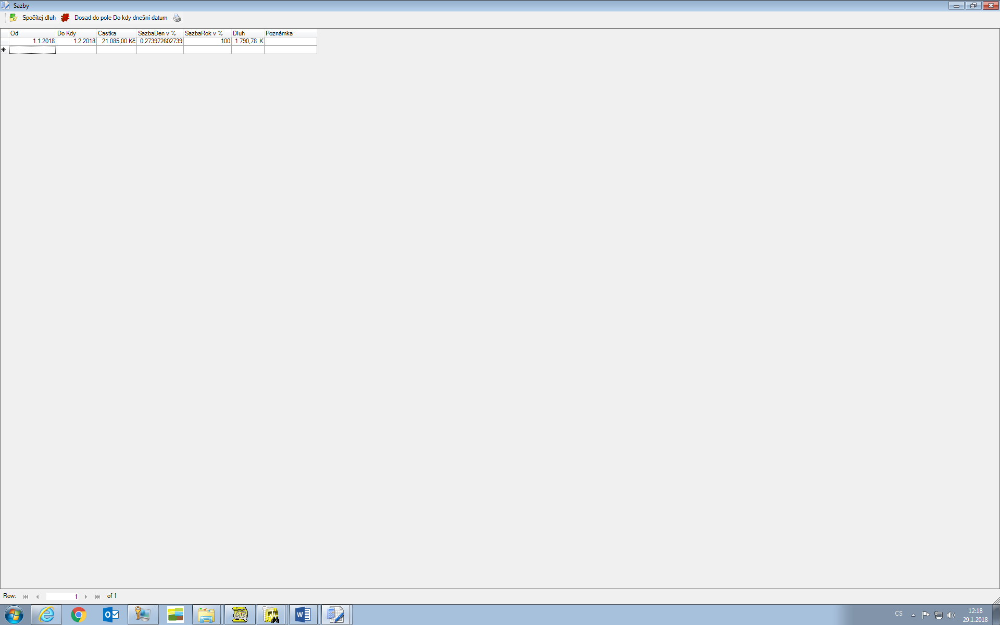 Sazby
Spočítej dluh Dosad do pole Do kdy dnešní datum
Od Do Kdy Castka SazbaDen v % SazbaRok v % Dluh Poznámka
1.1.2018 1.2.2018 21 085,00 Kč 0,273972602739 100 1 790,78 K
Row: 1 of 1
CS 12:18
29.1.2018